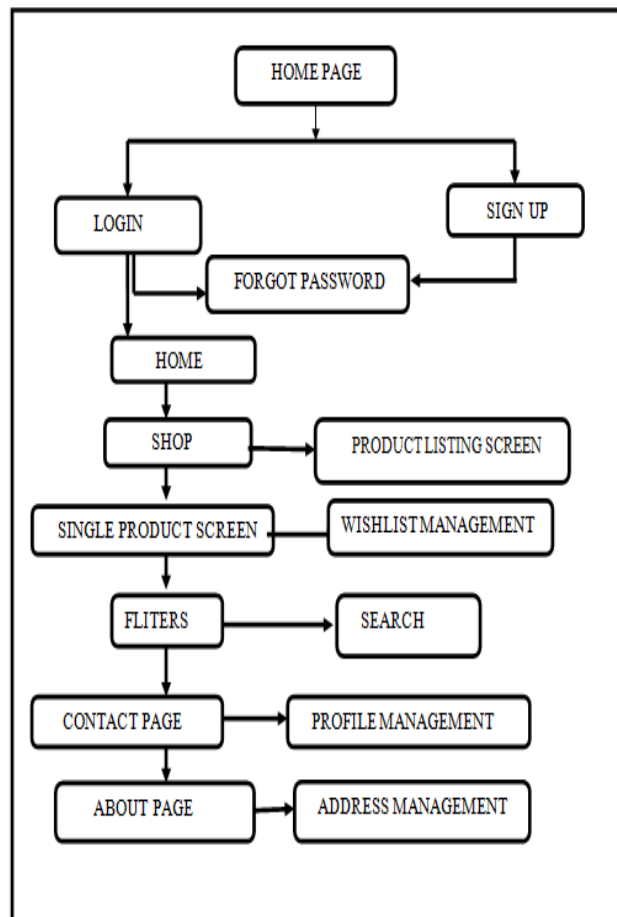 HOME PAGE
LOGIN
SIGN UP
FORGOT PASSWORD
HOME
SHOP
PRODUCT LISTING SCREEN
SINGLE PRODUCT SCREEN
WISHLIST MANAGEMENT
FLITERS
SEARCH
CONTACT PAGE
PROFILE MANAGEMENT
ABOUT PAGE
ADDRESS MANAGEMENT